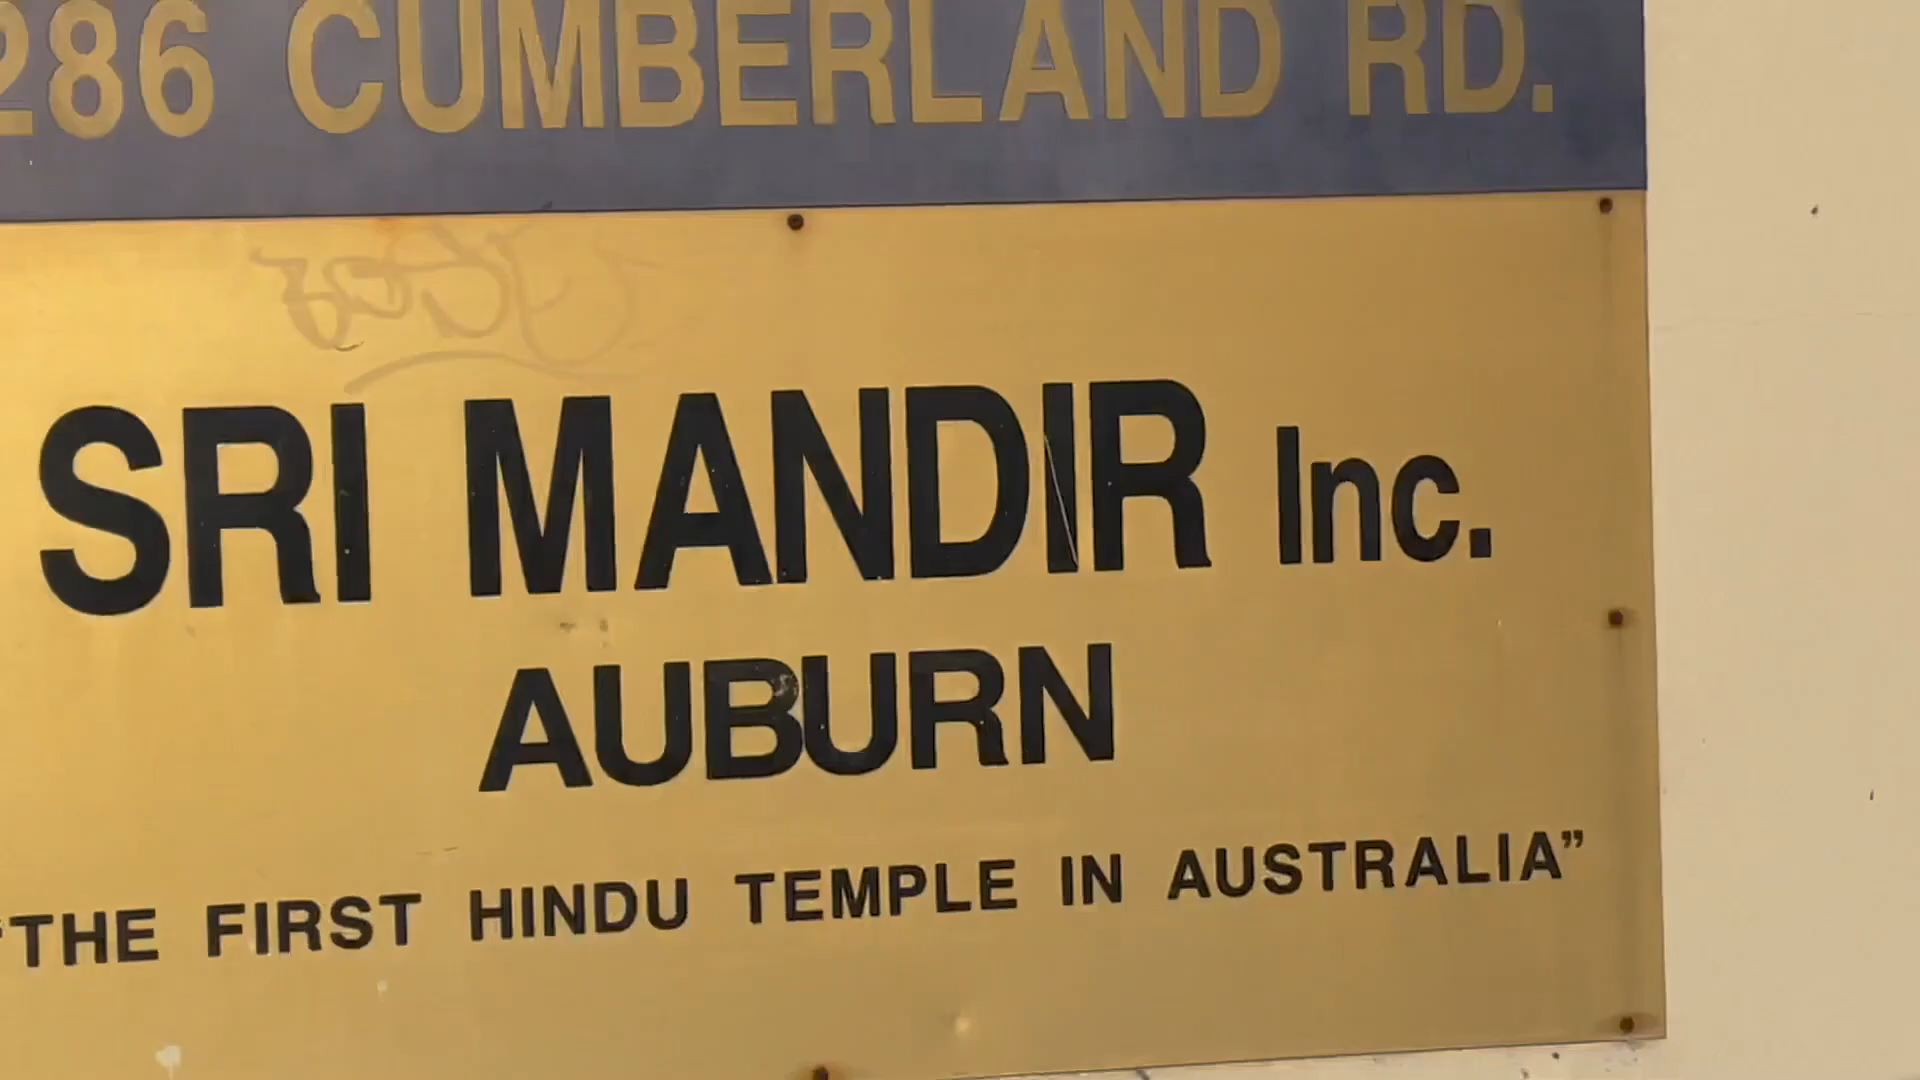 286 CUMBERLAND RD.
SRI MANDIR Inc.
AUBURN
"THE FIRST HINDU TEMPLE IN AUSTRALIA”